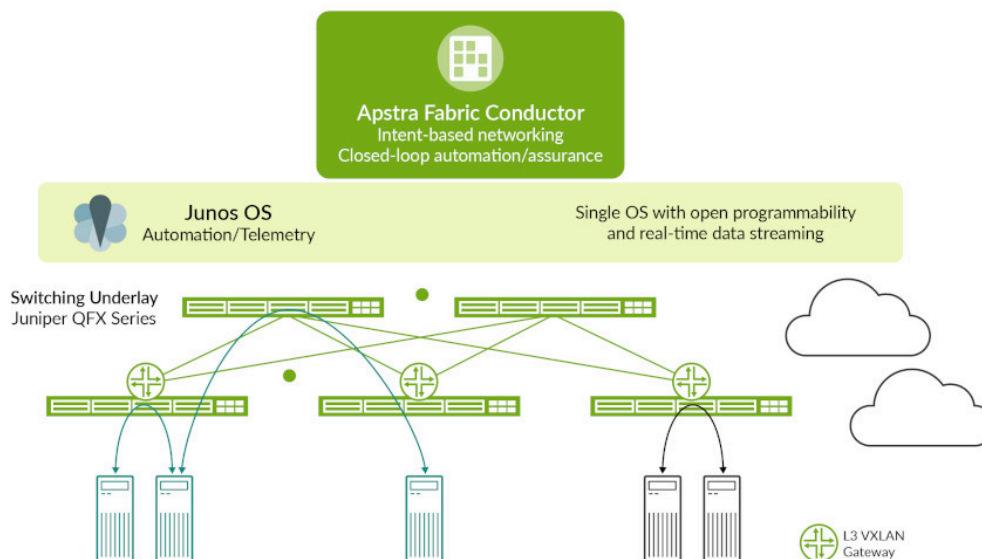 Apstra Fabric Conductor
Intent-based networking
Closed-loop automation/assurance
Junos OS
Automation/Telemetry
Single OS with open programmability
and real-time data streaming
Switching Underlay
Juniper QFX Series
L3 VXLAN
Gateway